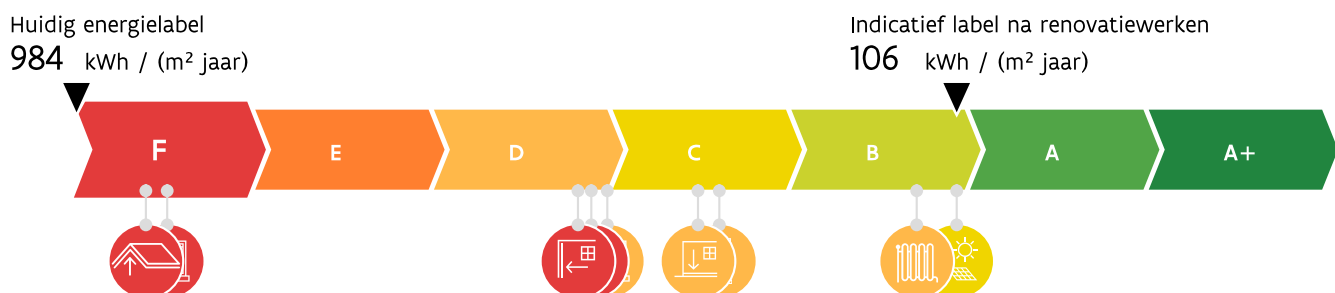 Huidig energielabel
984 kWh / (m² jaar)
Indicatief label na renovatiewerken
106 kWh / (m² jaar)
F E D C B A A+